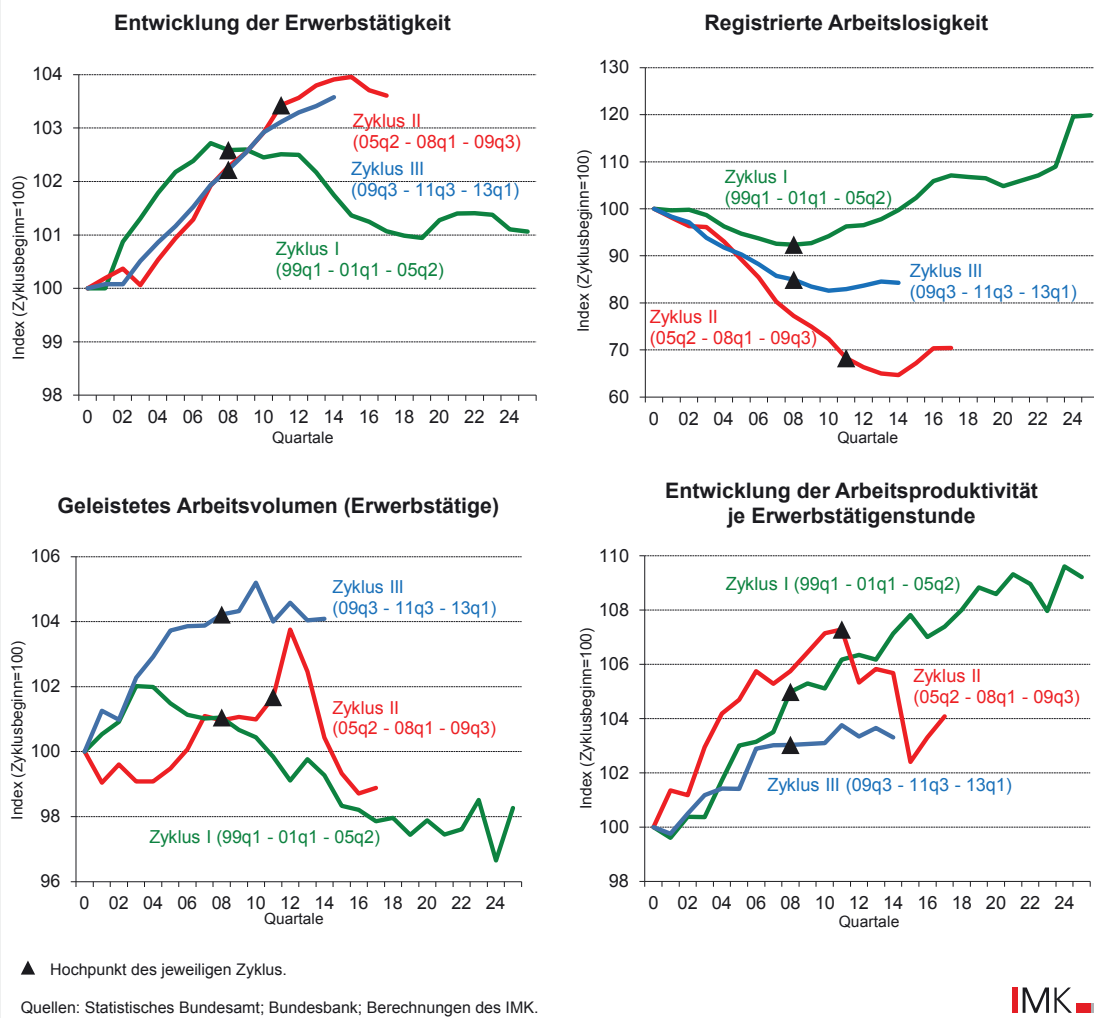 Entwicklung der Erwerbstätigkeit
Index (Zyklusbeginn=100)
104
103
102
101
100
99
98
Zyklus II
(05q2 - 08q1 - 09q3)
Zyklus III
(09q3 - 11q3 - 13q1)
Zyklus I
(99q1 - 01q1 - 05q2)
0 02 04 06 08 10 12 14 16 18 20 22 24
Quartale
Registrierte Arbeitslosigkeit
Index (Zyklusbeginn=100)
130
120
110
100
90
80
70
60
Zyklus I
(99q1 - 01q1 - 05q2)
Zyklus III
(09q3 - 11q3 - 13q1)
Zyklus II
(05q2 - 08q1 - 09q3)
0 02 04 06 08 10 12 14 16 18 20 22 24
Quartale
Geleistetes Arbeitsvolumen (Erwerbstätige)
Index (Zyklusbeginn=100)
106
104
102
100
98
96
Zyklus III
(09q3 - 11q3 - 13q1)
Zyklus II
(05q2 - 08q1 - 09q3)
Zyklus I (99q1 - 01q1 - 05q2)
0 02 04 06 08 10 12 14 16 18 20 22 24
Quartale
Entwicklung der Arbeitsproduktivität
je Erwerbstätigenstunde
Index (Zyklusbeginn=100)
110
108
106
104
102
100
98
Zyklus I (99q1 - 01q1 - 05q2)
Zyklus II
(05q2 - 08q1 - 09q3)
Zyklus III (09q3 - 11q3 - 13q1)
0 02 04 06 08 10 12 14 16 18 20 22 24
Quartale
Hochpunkt des jeweiligen Zyklus.
Quellen: Statistisches Bundesamt; Bundesbank; Berechnungen des IMK.
IMK